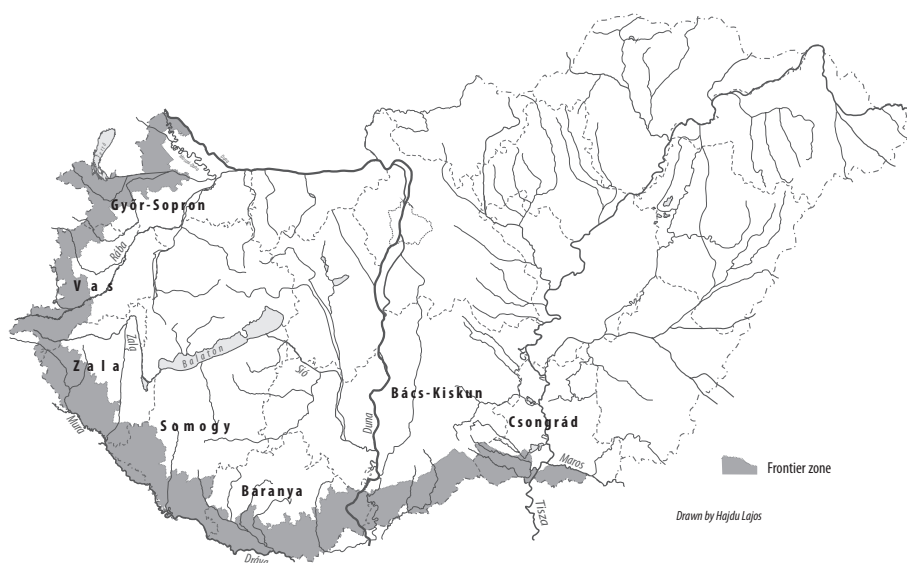 Győr-Sopron
Rába
Vas
Zala
Balaton
Zala
Sió
Bács-Kiskun
Mura
Somogy
Duna
Csongrád
Maros
Frontier zone
Baranya
Tisza
Drawn by Hajdu Lajos
Dráva